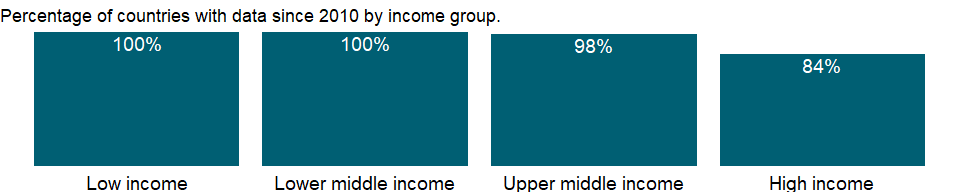 Percentage of countries with data since 2010 by income group.
100% 100% 98% 84%
Low income Lower middle income Upper middle income High income